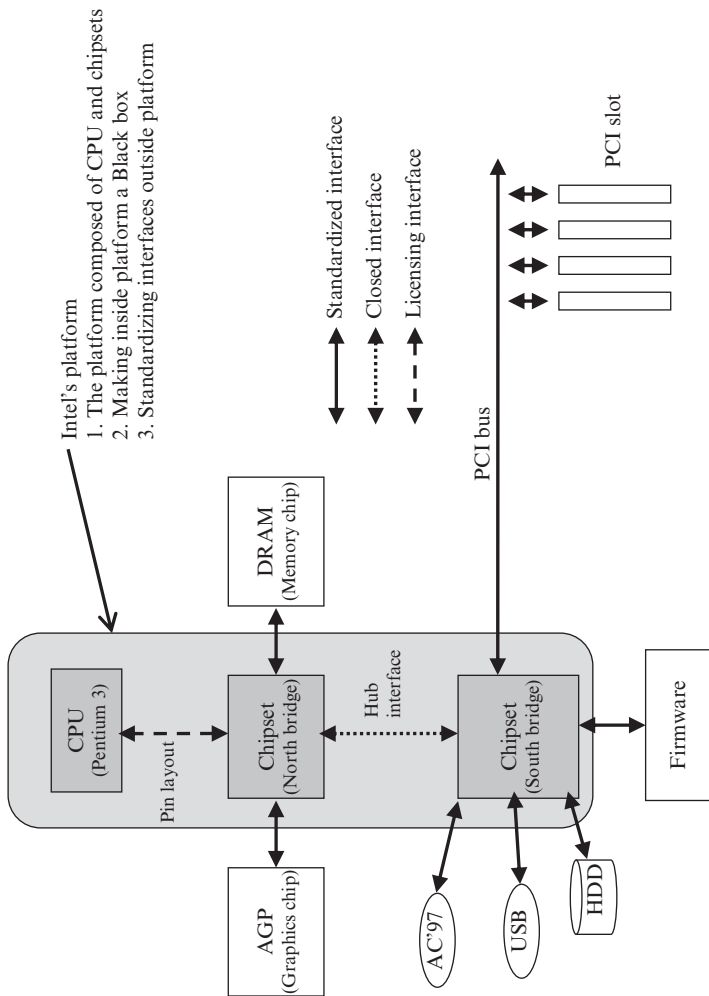 Intel's platform
1. The platform composed of CPU and chipsets
2. Making inside platform a Black box
3. Standardizing interfaces outside platform
CPU
(Pentium 3)
Pin layout
AGP
(Graphics chip)
Chipset
(North bridge)
DRAM
(Memory chip)
Hub
interface
Standardized interface
Closed interface
Licensing interface
AC'97
USB
HDD
Chipset
(South bridge)
PCI bus
Firmware
PCI slot